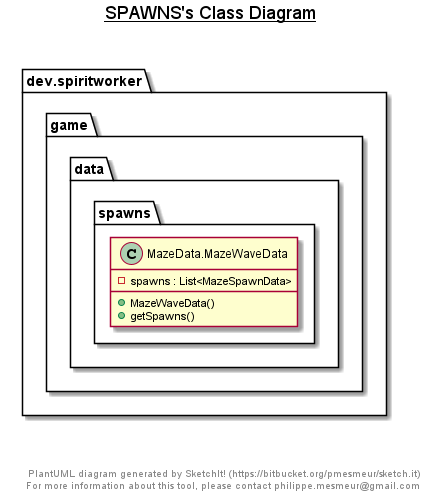 SPAWNS's Class Diagram
dev.spiritworker
game
data
spawns
C MazeData.MazeWaveData
spawns : List<MazeSpawnData>
MazeWaveData()
getSpawns()
PlantUML diagram generated by SketchIt! (https://bitbucket.org/pmesmeur/sketch.it)
For more information about this tool, please contact philippe.mesmeur@gmail.com